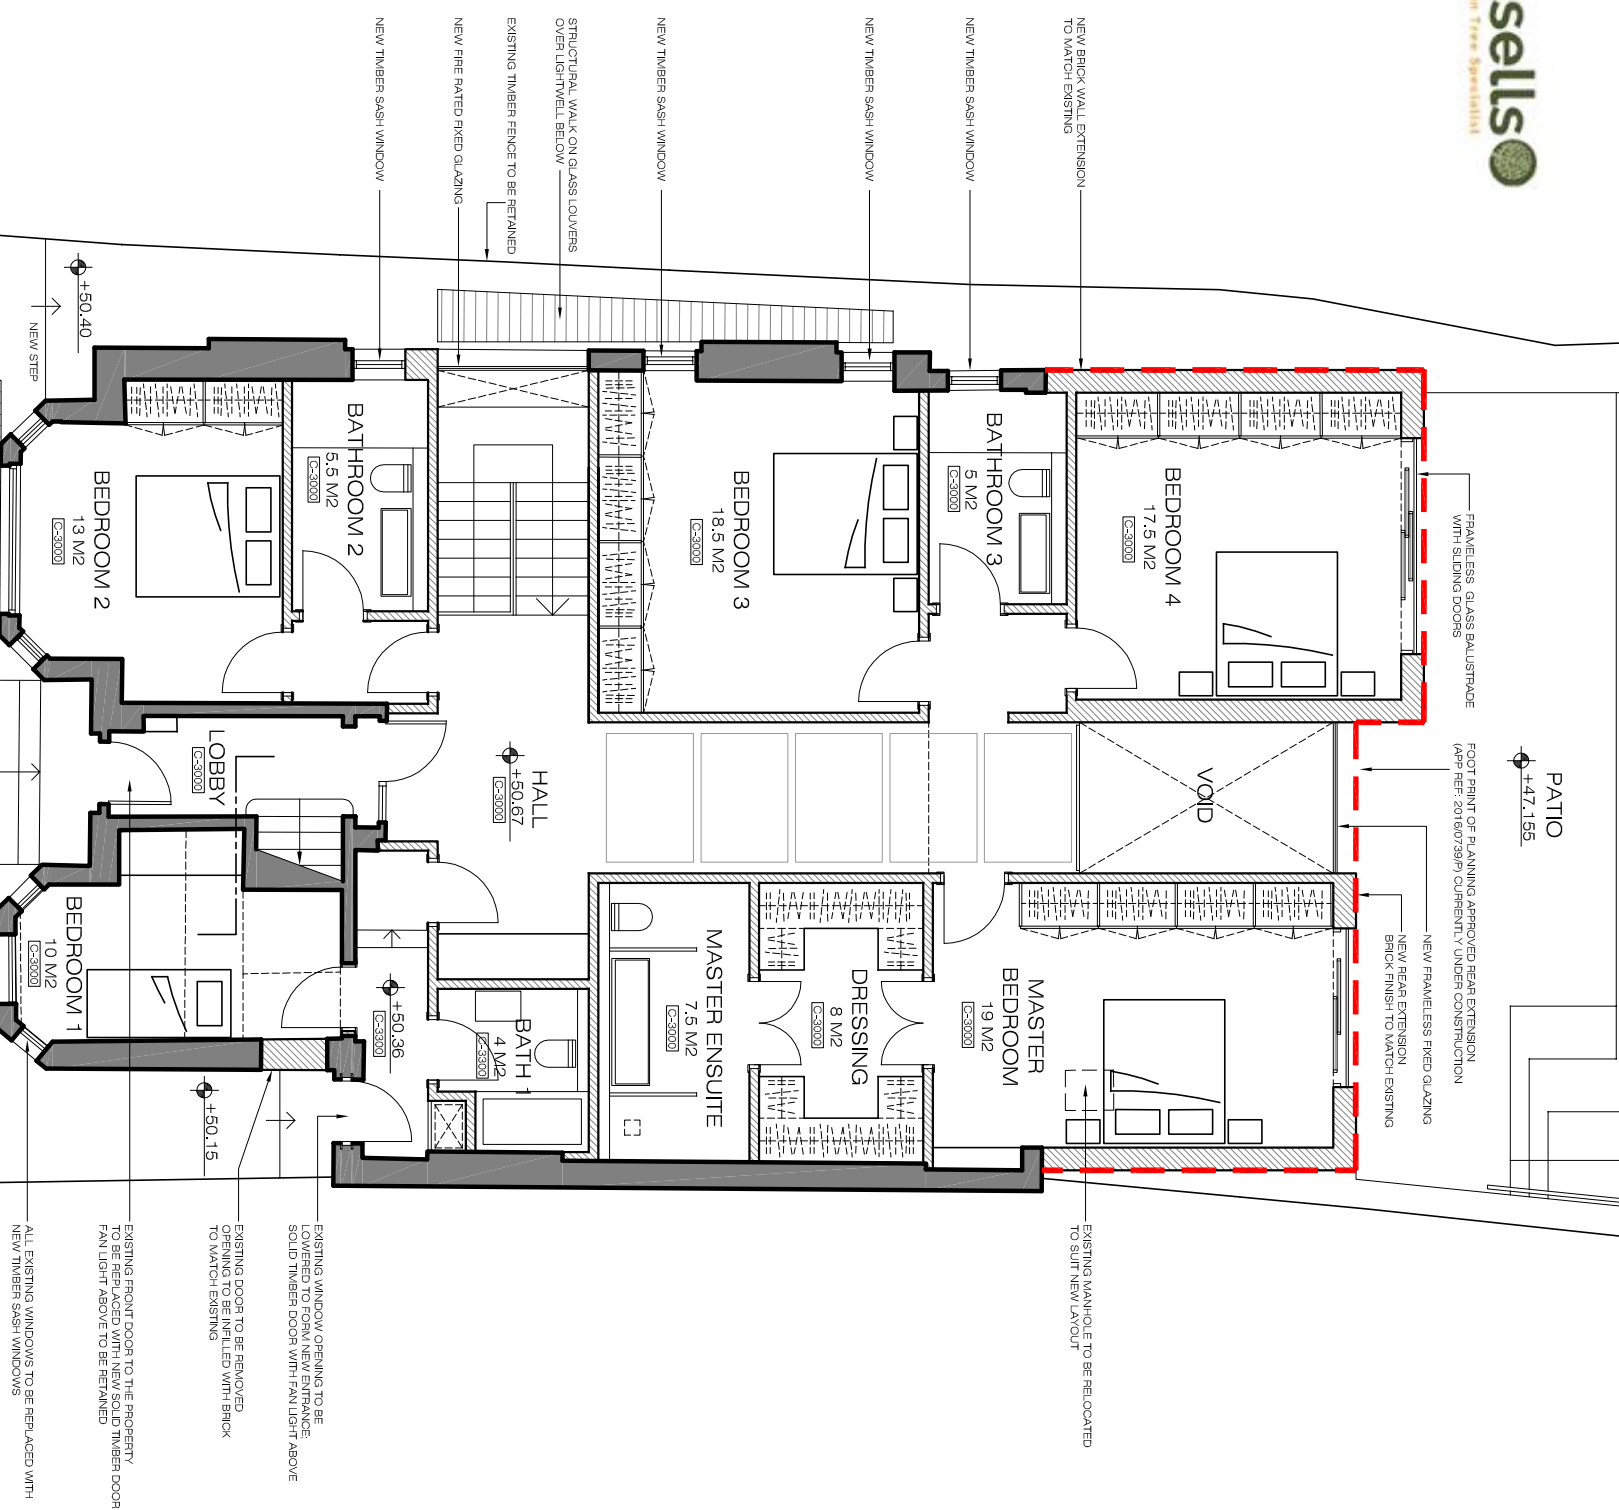 sells
n Tree Specialist
NEW BRICK WALL EXTENSION
TO MATCH EXISTING
NEW TIMBER SASH WINDOW
NEW TIMBER SASH WINDOW
NEW TIMBER SASH WINDOW
STRUCTURAL WALK ON GLASS LOUVERS
OVER LIGHTWELL BELOW
EXISTING TIMBER FENCE TO BE RETAINED
NEW FIRE RATED FIXED GLAZING
NEW TIMBER SASH WINDOW
+50.40
NEW STEP
FRAMELESS GLASS BALUSTRADE
WITH SLIDING DOORS
BEDROOM 4
17.5 M2
C-3000
BATHROOM 3
5 M2
C-3000
BEDROOM 3
18.5 M2
C-3000
BATHROOM 2
5.5 M2
C-3000
BEDROOM 2
13 M2
C-3000
PATIO
+47.155
FOOT PRINT OF PLANNING APPROVED REAR EXTENSION
(APP REF: 2016/0739/P) CURRENTLY UNDER CONSTRUCTION
NEW FRAMELESS FIXED GLAZING
NEW REAR EXTENSION
BRICK FINISH TO MATCH EXISTING
VOID
HALL
+50.67
C-3000
LOBBY
C-3000
MASTER
BEDROOM
19 M2
C-3000
DRESSING
8 M2
C-3000
MASTER ENSUITE
7.5 M2
C-3000
BATH 1
4 M2
C-3300
+50.36
C-3300
BEDROOM 1
10 M2
C-3000
+50.15
EXISTING MANHOLE TO BE RELOCATED
TO SUIT NEW LAYOUT
EXISTING WINDOW OPENING TO BE
LOWERED TO FORM NEW ENTRANCE;
SOLID TIMBER DOOR WITH FAN LIGHT ABOVE
EXISTING DOOR TO BE REMOVED
OPENING TO BE INFILLED WITH BRICK
TO MATCH EXISTING
EXISTING FRONT DOOR TO THE PROPERTY
TO BE REPLACED WITH NEW SOLID TIMBER DOOR
FAN LIGHT ABOVE TO BE RETAINED
ALL EXISTING WINDOWS TO BE REPLACED WITH
NEW TIMBER SASH WINDOWS